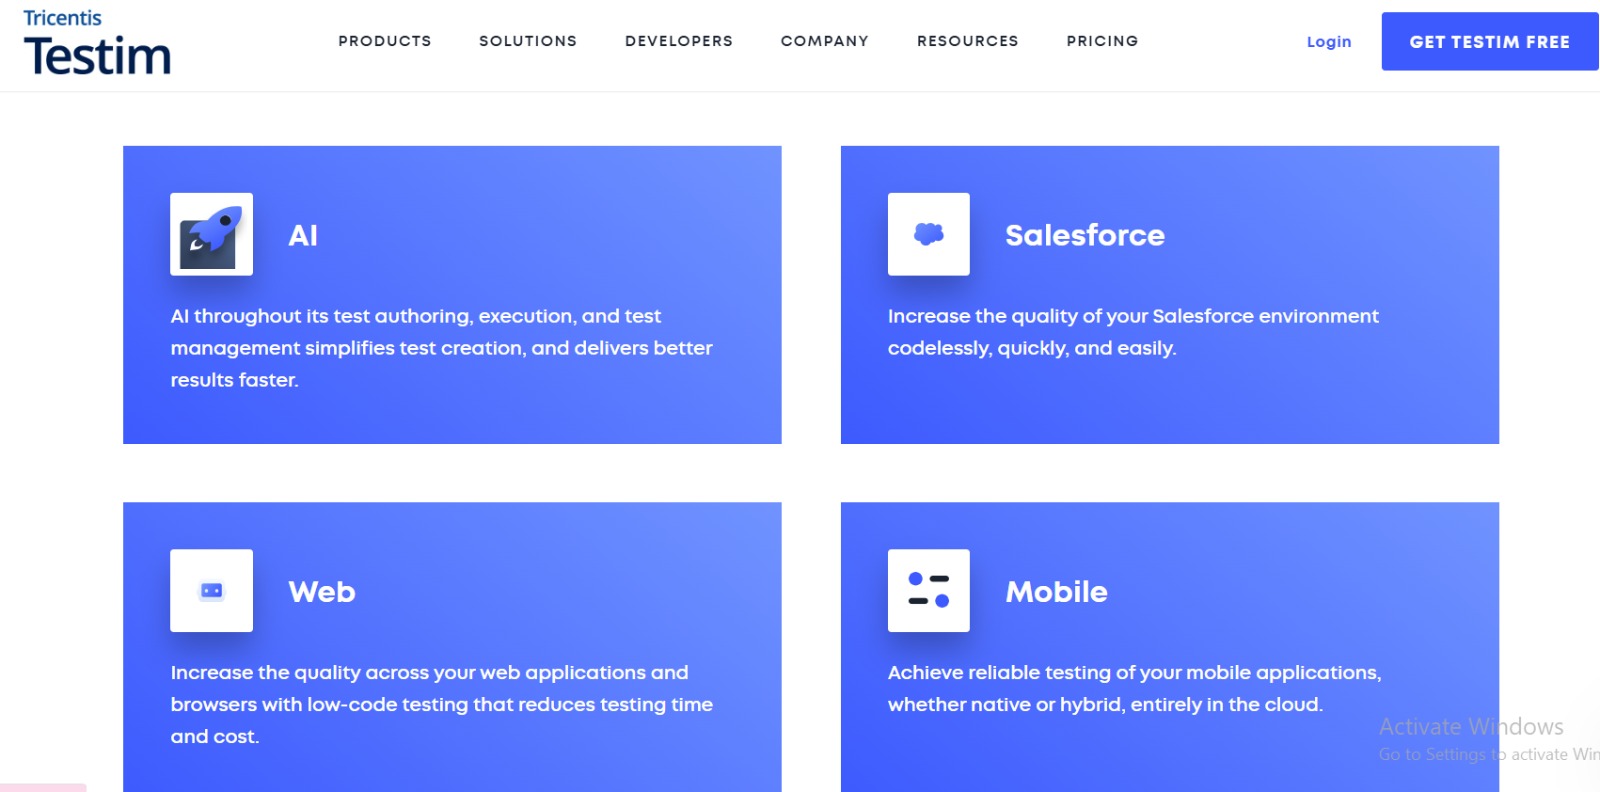 Tricentis
Testim
PRODUCTS SOLUTIONS DEVELOPERS COMPANY RESOURCES PRICING Login GET TESTIM FREE
AI
AI throughout its test authoring, execution, and test
management simplifies test creation, and delivers better
results faster.
Salesforce
Increase the quality of your Salesforce environment
codelessly, quickly, and easily.
Web
Increase the quality across your web applications and
browsers with low-code testing that reduces testing time
and cost.
Mobile
Achieve reliable testing of your mobile applications,
whether native or hybrid, entirely in the cloud.
Activate Windows
Go to Settings to activate Win